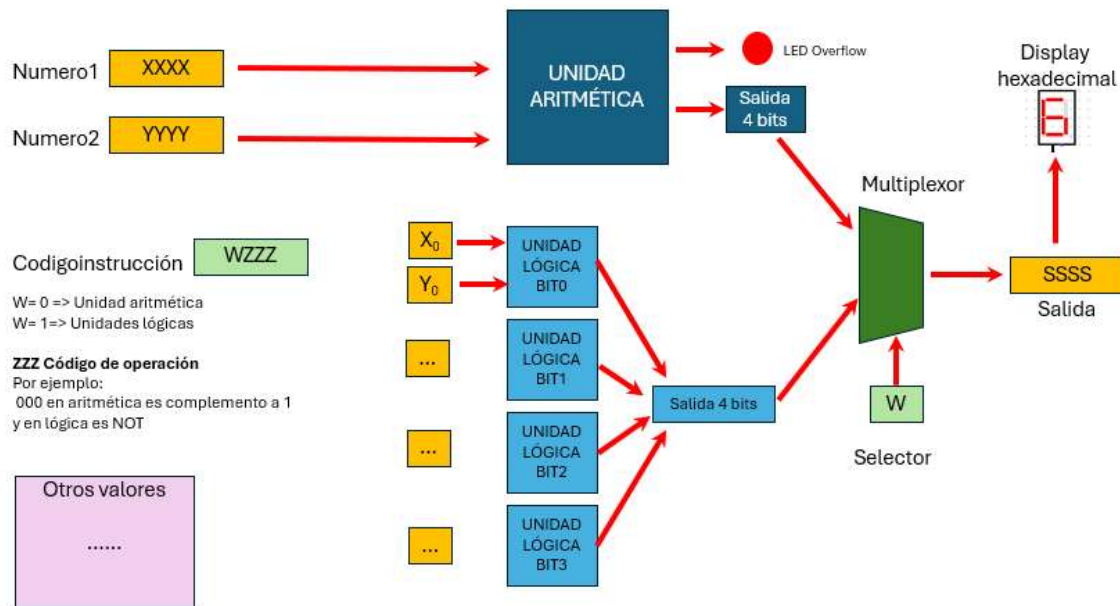 Numero1
XXXX
Numero2
YYYY
UNIDAD
ARITMÉTICA
LED Overflow
Salida
4 bits
Display
hexadecimal
6
Multiplexor
Codigoinstrucción
WZZZ
W= 0 => Unidad aritmética
W= 1=> Unidades lógicas
ZZZ Código de operación
Por ejemplo:
000 en aritmética es complemento a 1
y en lógica es NOT
Otros valores
......
X₀
Y₀
...
...
...
UNIDAD
LÓGICA
BIT0
UNIDAD
LÓGICA
BIT1
UNIDAD
LÓGICA
BIT2
UNIDAD
LÓGICA
BIT3
Salida 4 bits
W
Selector
SSSS
Salida